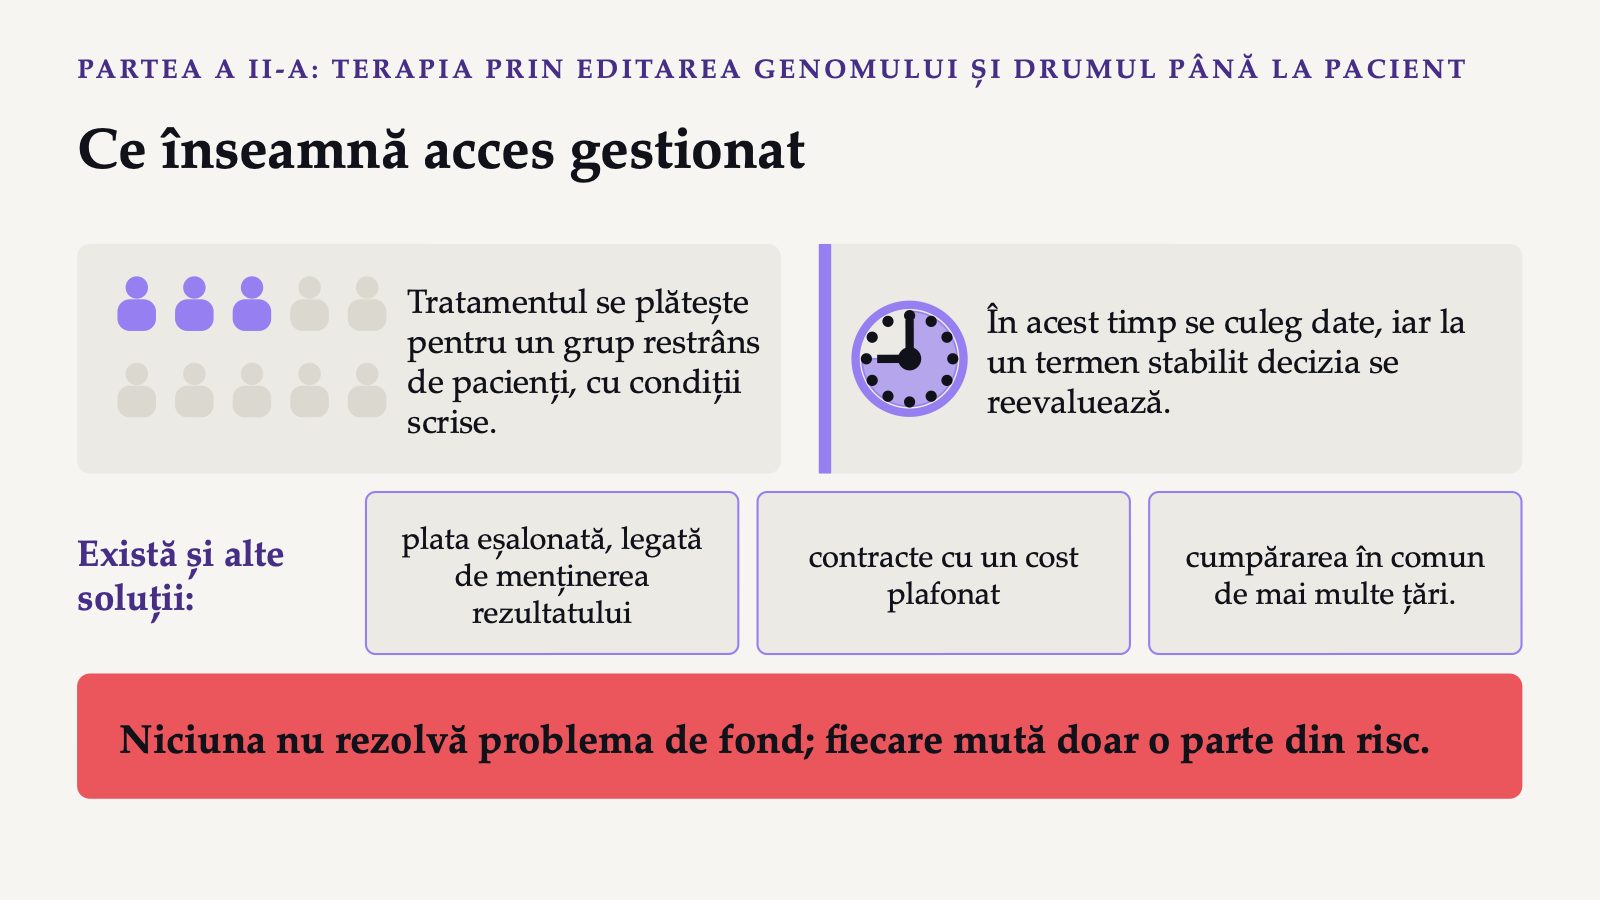 PARTEA A II-A: TERAPIA PRIN EDITAREA GENOMULUI ȘI DRUMUL PÂNĂ LA PACIENT
Ce înseamnă acces gestionat
Tratamentul se plătește
pentru un grup restrâns
de pacienți, cu condiții
scrise.
În acest timp se culeg date, iar la
un termen stabilit decizia se
reevaluează.
Există și alte
soluții:
plata eșalonată, legată
de menținerea
rezultatului
contracte cu un cost
plafonat
cumpărarea în comun
de mai multe țări.
Niciuna nu rezolvă problema de fond; fiecare mută doar o parte din risc.